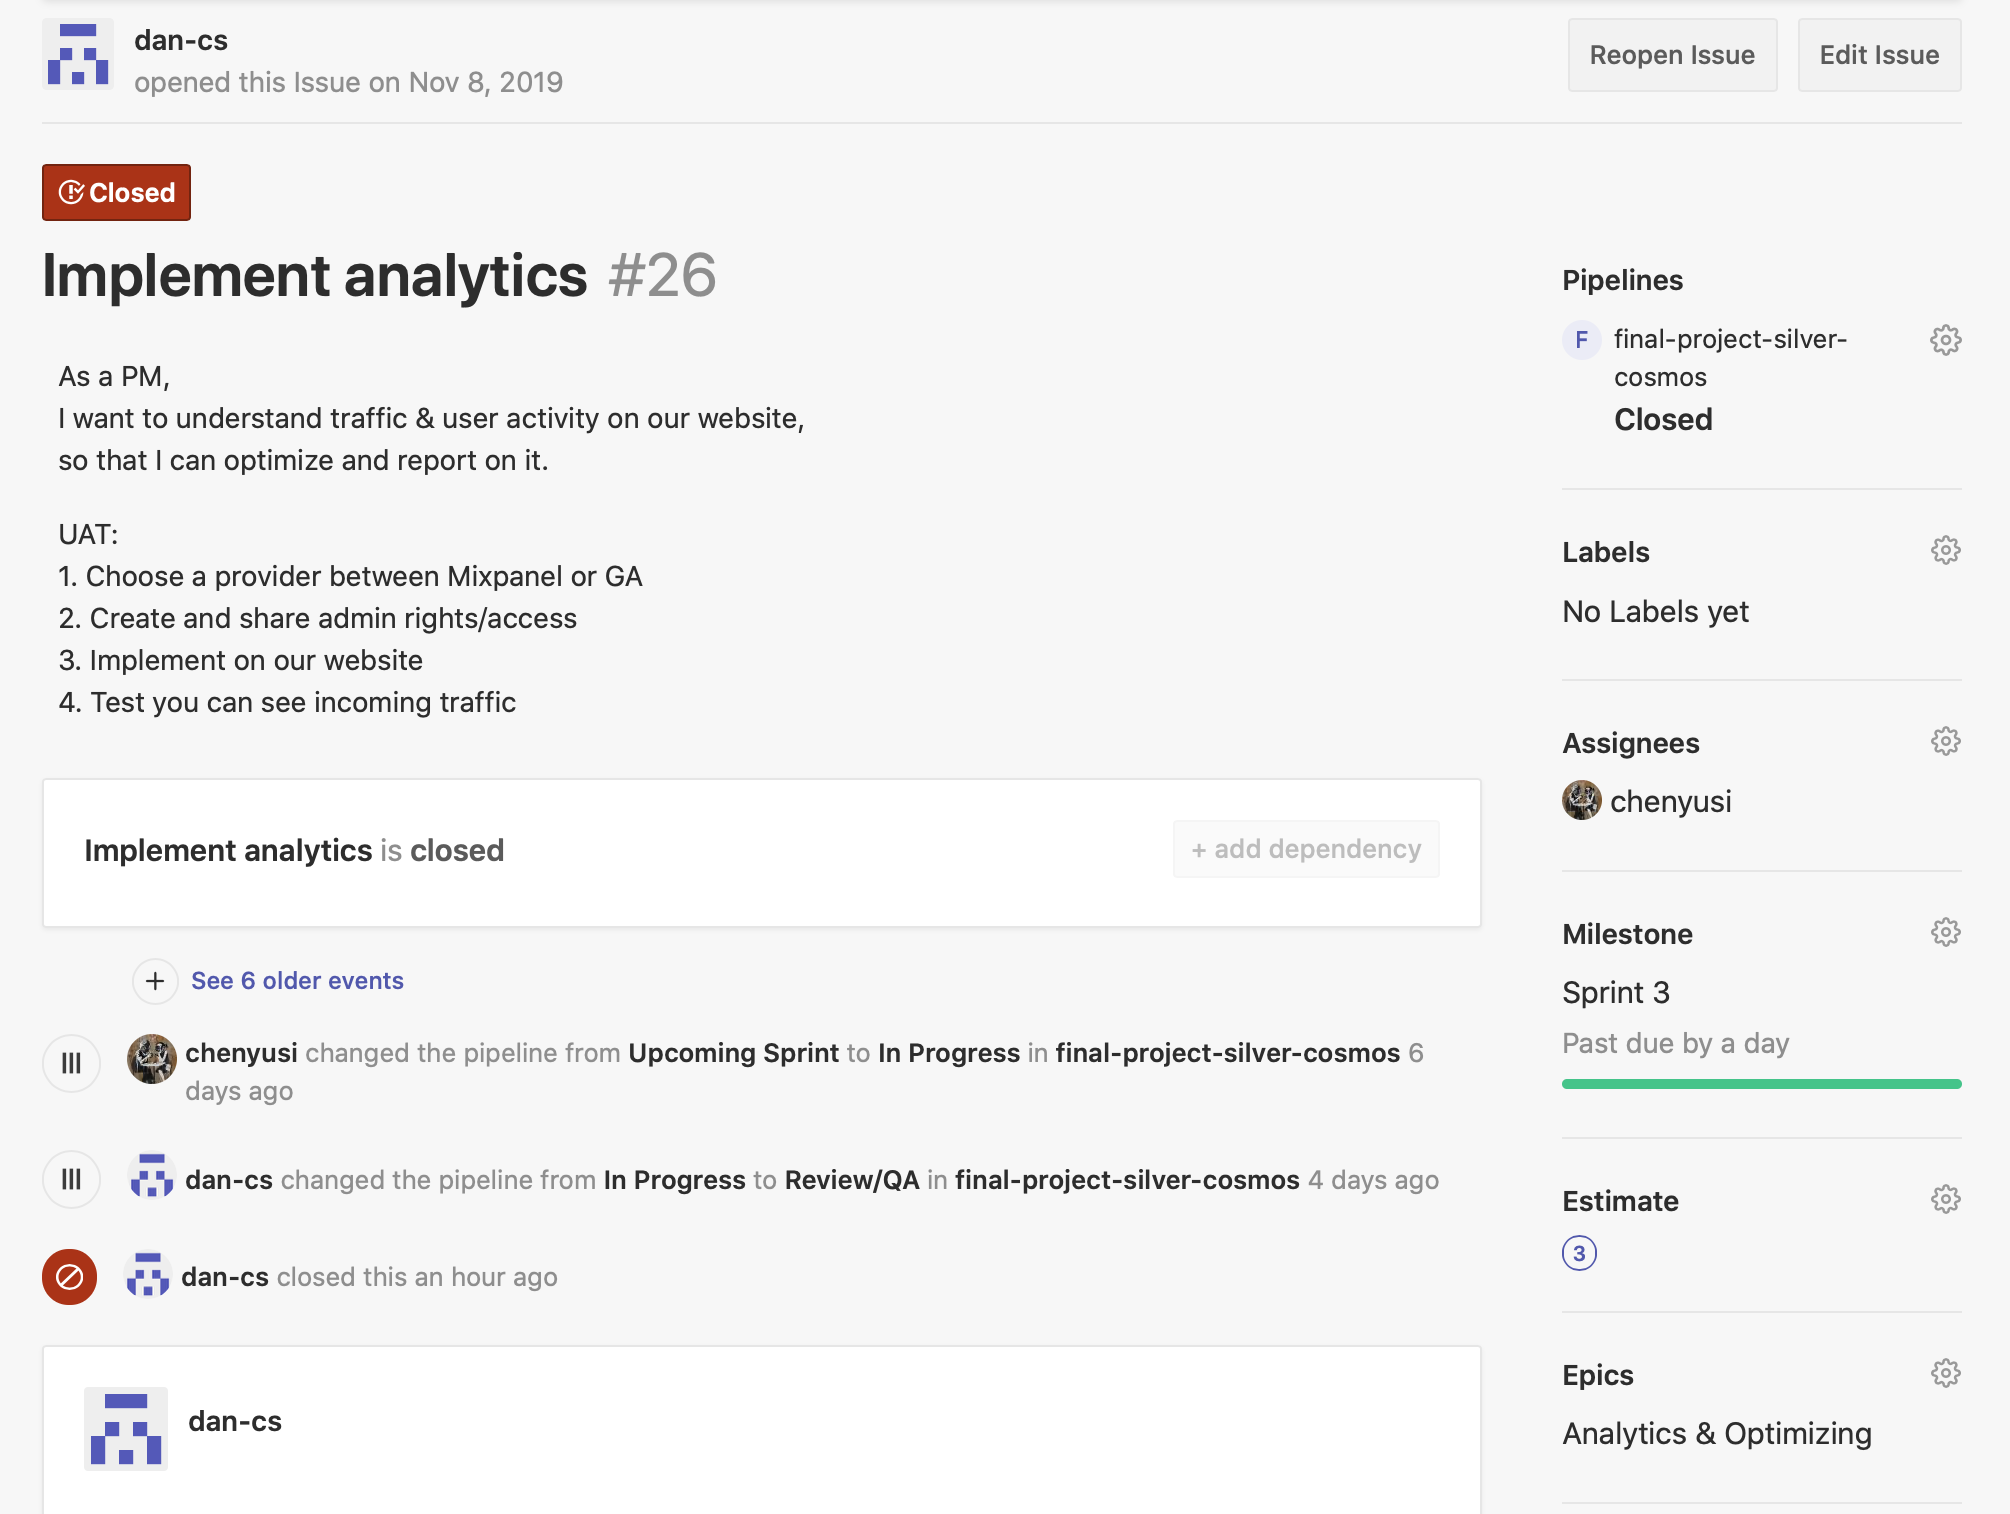 dan-cs
opened this Issue on Nov 8, 2019
Reopen Issue
Edit Issue
Closed
Implement analytics #26
As a PM,
I want to understand traffic & user activity on our website,
so that I can optimize and report on it.
UAT:
1. Choose a provider between Mixpanel or GA
2. Create and share admin rights/access
3. Implement on our website
4. Test you can see incoming traffic
Implement analytics is closed
+ add dependency
See 6 older events
chenyusi changed the pipeline from Upcoming Sprint to In Progress in final-project-silver-cosmos 6
days ago
dan-cs changed the pipeline from In Progress to Review/QA in final-project-silver-cosmos 4 days ago
dan-cs closed this an hour ago
dan-cs
Pipelines
F final-project-silver-
cosmos
Closed
Labels
No Labels yet
Assignees
chenyusi
Milestone
Sprint 3
Past due by a day
Estimate
3
Epics
Analytics & Optimizing